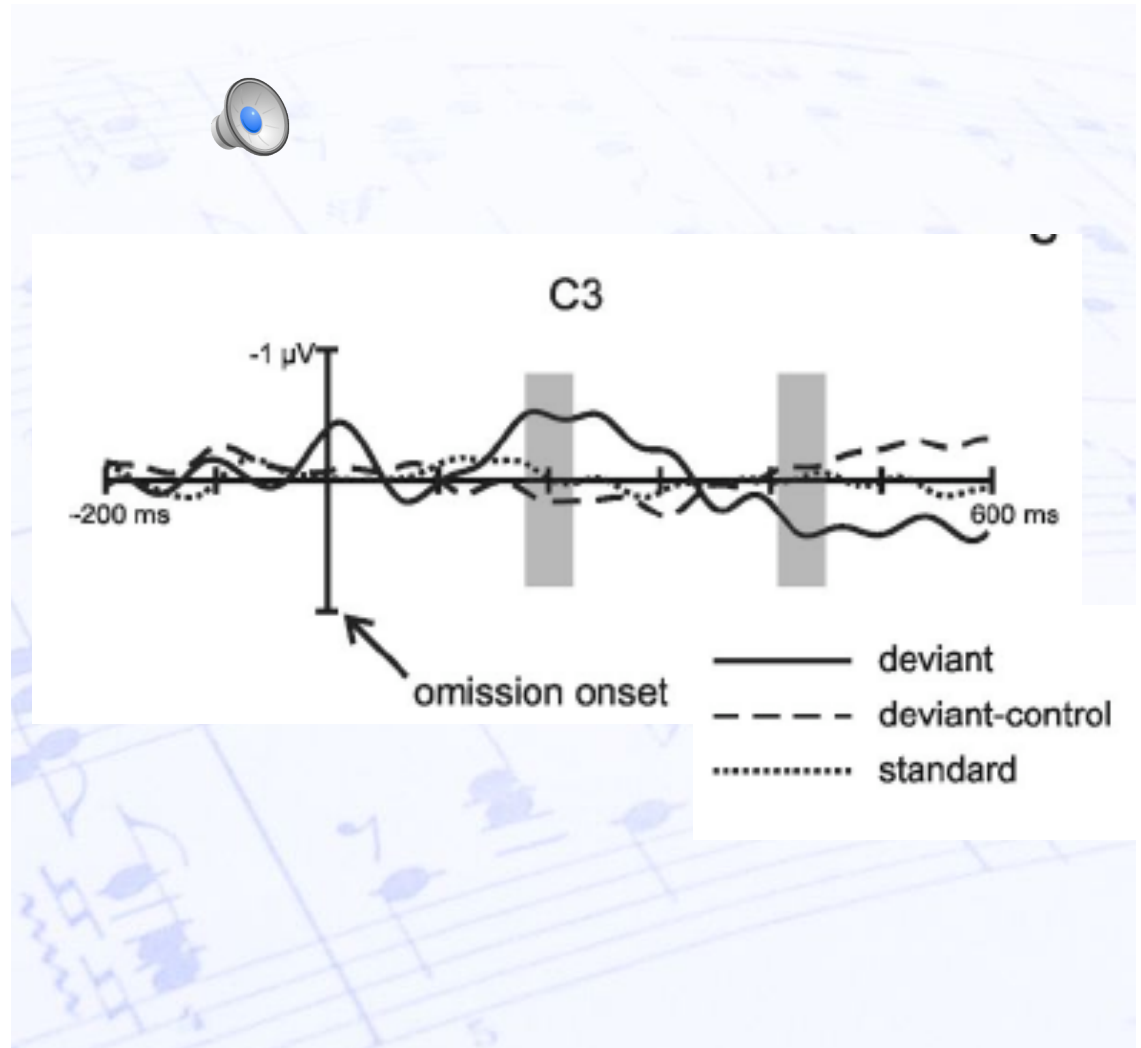 C3
-1 µV
-200 ms
600 ms
omission onset
deviant
deviant-control
standard